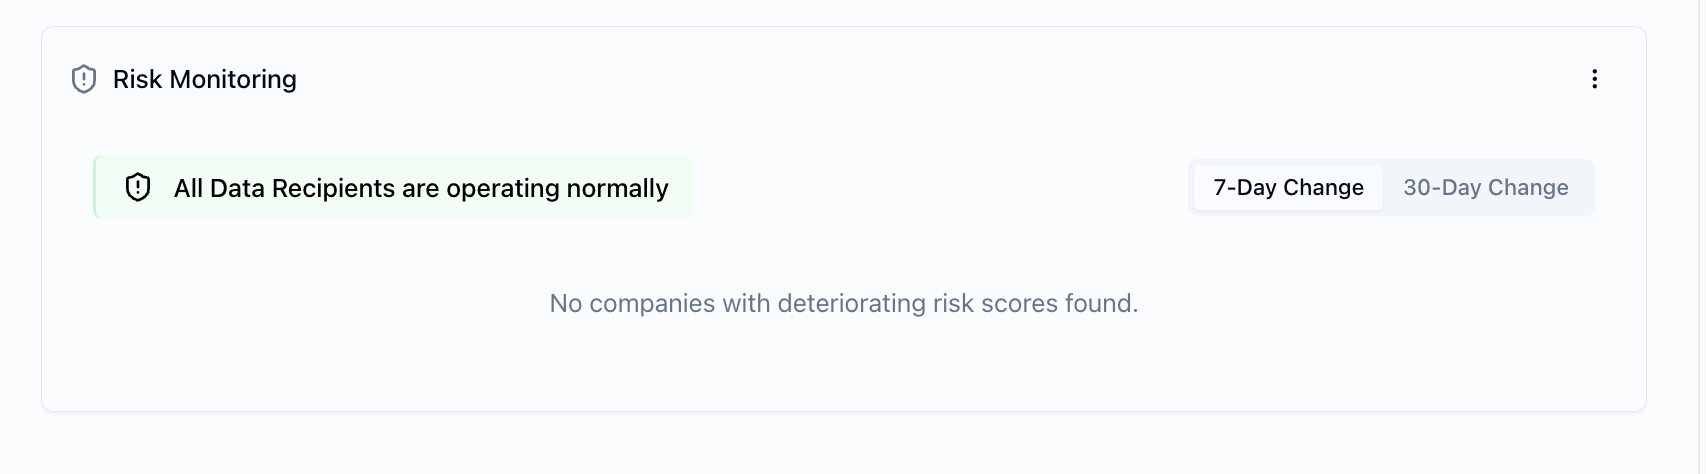 Risk Monitoring
All Data Recipients are operating normally
7-Day Change
30-Day Change
No companies with deteriorating risk scores found.